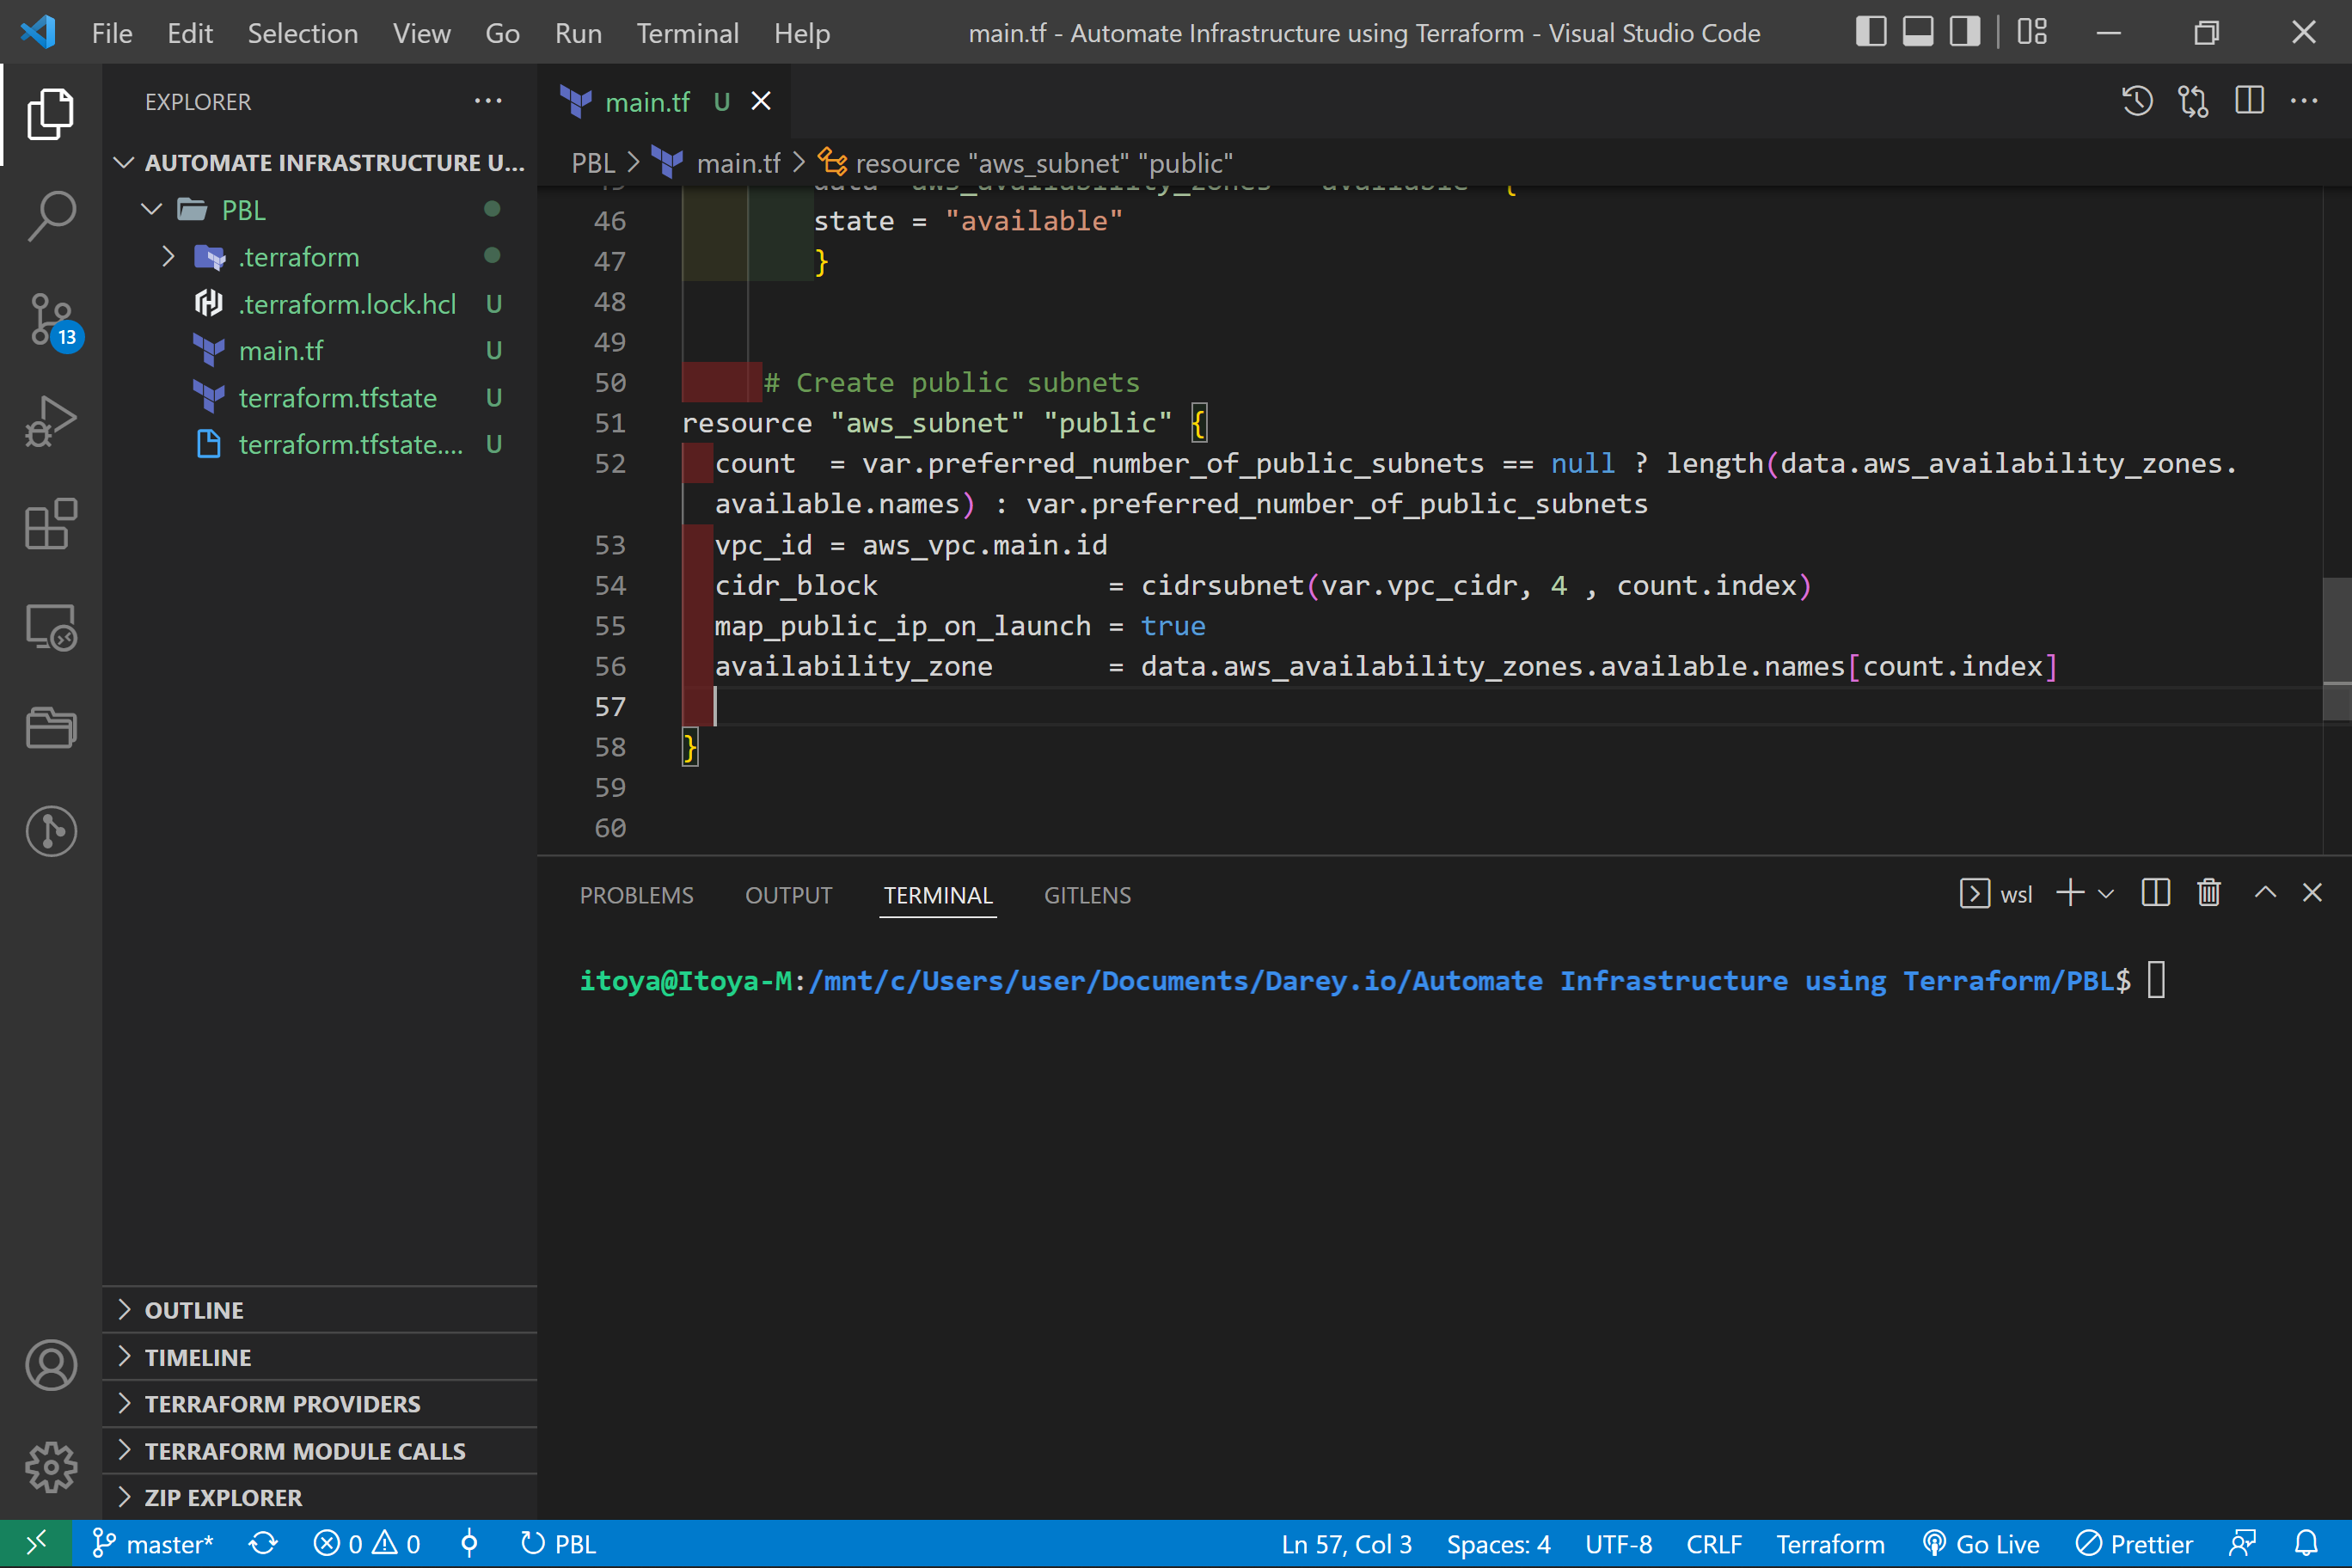 File Edit Selection View Go Run Terminal Help main.tf - Automate Infrastructure using Terraform - Visual Studio Code
EXPLORER
AUTOMATE INFRASTRUCTURE U...
PBL
.terraform
.terraform.lock.hcl U
main.tf U
terraform.tfstate U
terraform.tfstate.... U
13
OUTLINE
TIMELINE
TERRAFORM PROVIDERS
TERRAFORM MODULE CALLS
ZIP EXPLORER
main.tf U
PBL > main.tf > resource "aws_subnet" "public"
46 state = "available"
47 }
48
49
50 # Create public subnets
51 resource "aws_subnet" "public" {
52 count  = var.preferred_number_of_public_subnets == null ? length(data.aws_availability_zones.
available.names) : var.preferred_number_of_public_subnets
53 vpc_id = aws_vpc.main.id
54 cidr_block              = cidrsubnet(var.vpc_cidr, 4 , count.index)
55 map_public_ip_on_launch = true
56 availability_zone       = data.aws_availability_zones.available.names[count.index]
57
58 }
59
60
PROBLEMS OUTPUT TERMINAL GITLENS wsl
itoya@Itoya-M:/mnt/c/Users/user/Documents/Darey.io/Automate Infrastructure using Terraform/PBL$
master* 0 0 PBL Ln 57, Col 3 Spaces: 4 UTF-8 CRLF Terraform Go Live Prettier